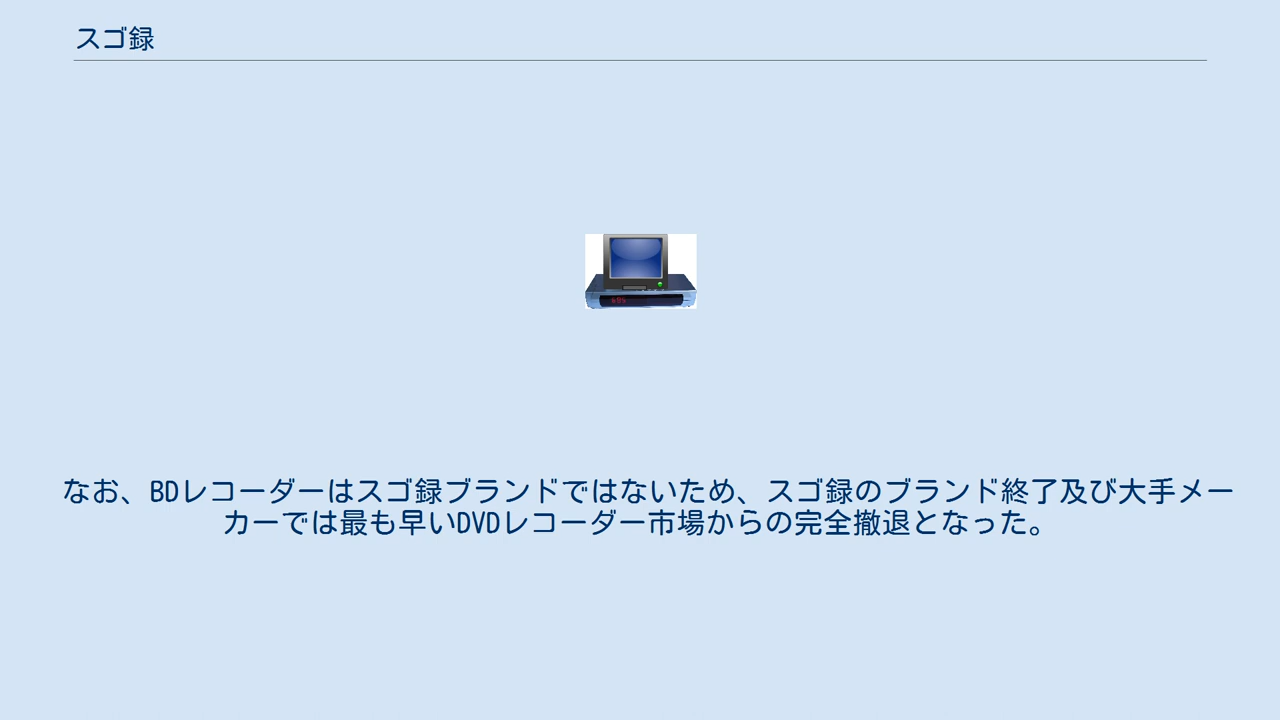 スゴ録
なお、BDレコーダーはスゴ録ブランドではないため、スゴ録のブランド終了及び大手メー
カーでは最も早いDVDレコーダー市場からの完全撤退となった。